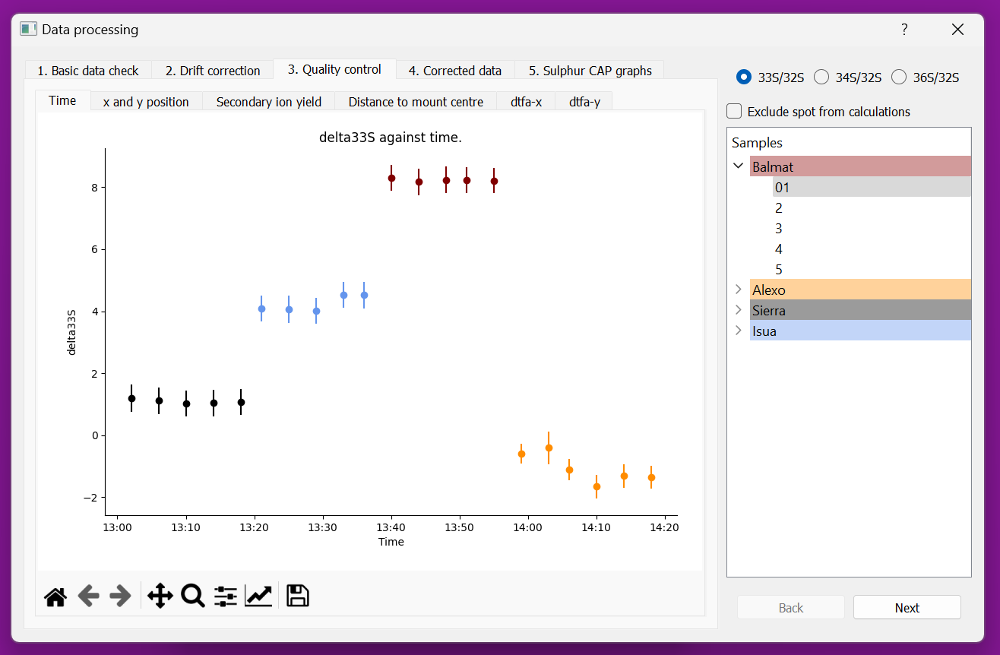 Data processing ?
1. Basic data check 2. Drift correction 3. Quality control 4. Corrected data 5. Sulphur CAP graphs
Time x and y position Secondary ion yield Distance to mount centre dtfa-x dtfa-y
delta33S against time.
8
6
4
2
0
−2
delta33S
13:00 13:10 13:20 13:30 13:40 13:50 14:00 14:10 14:20
Time
33S/32S 34S/32S 36S/32S
Exclude spot from calculations
Samples
Balmat
01
2
3
4
5
Alexo
Sierra
Isua
Back Next